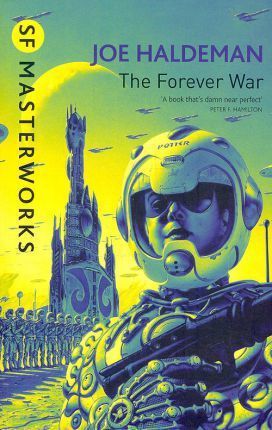 SF MASTERWORKS
JOE HALDEMAN
The Forever War
'A book that's damn near perfect'
PETER F. HAMILTON
POTTER